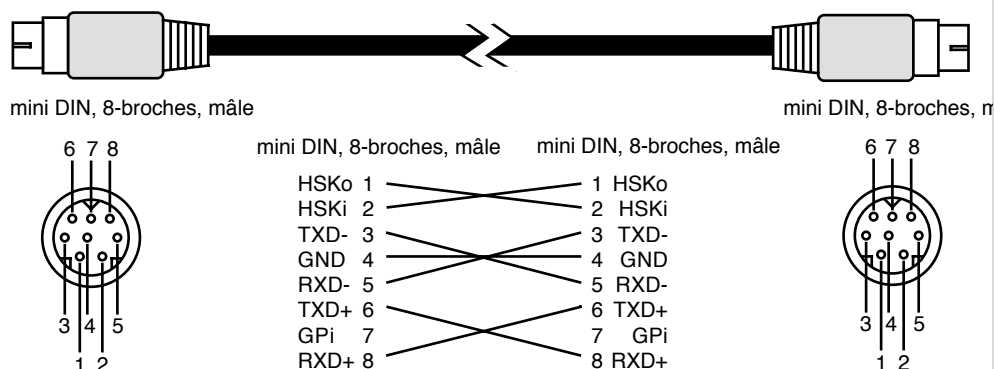 mini DIN, 8-broches, mâle
mini DIN, 8-broches, m
6 7 8
3 4 5
1 2
mini DIN, 8-broches, mâle
HSKo 1
HSKi 2
TXD- 3
GND 4
RXD- 5
TXD+ 6
GPi 7
RXD+ 8
mini DIN, 8-broches, mâle
1 HSKo
2 HSKi
3 TXD-
4 GND
5 RXD-
6 TXD+
7 GPi
8 RXD+
6 7 8
3 4 5
1 2